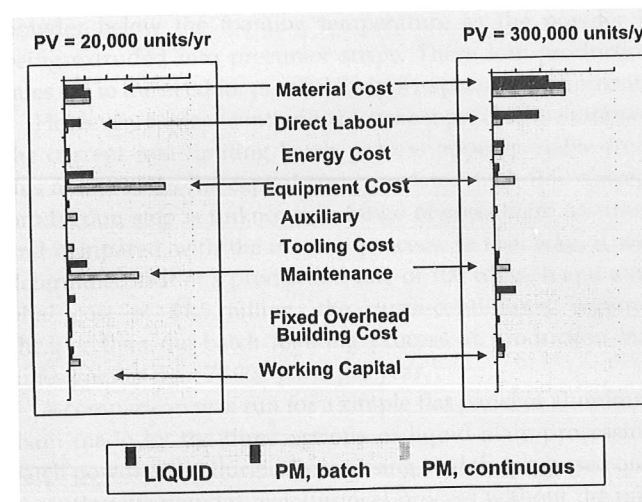 PV = 20,000 units/yr
PV = 300,000 units/y
Material Cost
Direct Labour
Energy Cost
Equipment Cost
Auxiliary
Tooling Cost
Maintenance
Fixed Overhead
Building Cost
Working Capital
LIQUID
PM, batch
PM, continuous